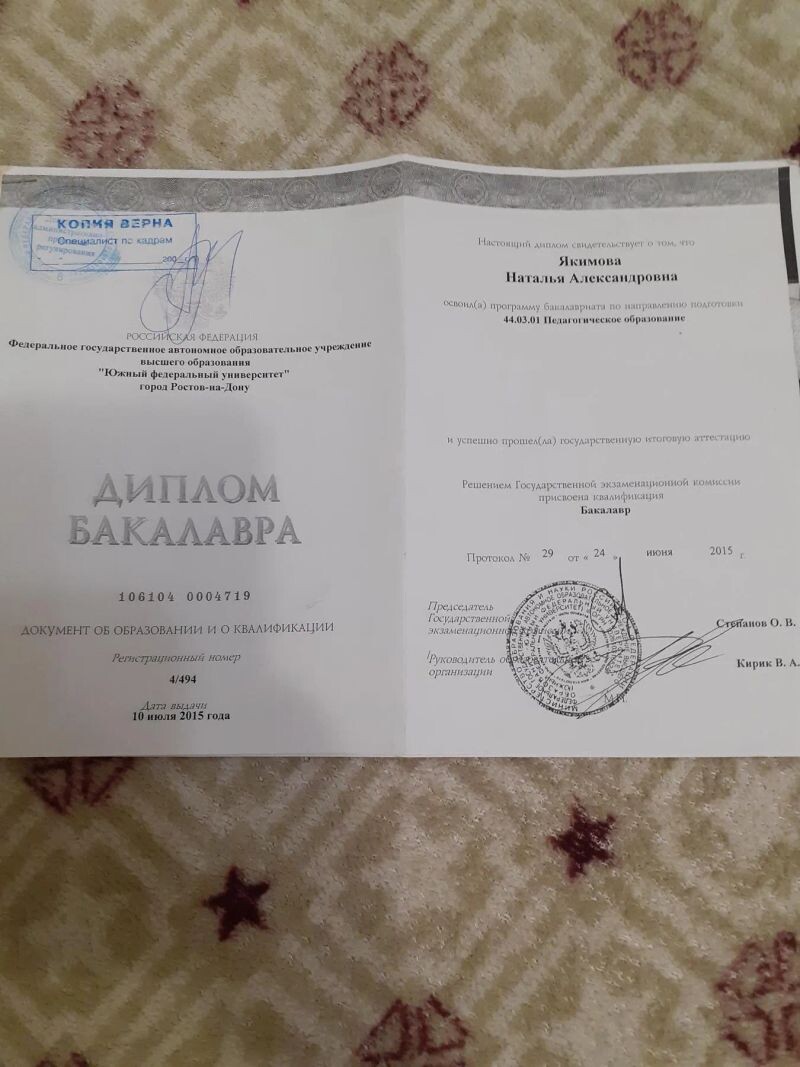 КОПИЯ ВЕРНА
Специалист по кадрам
200
РОССИЙСКАЯ ФЕДЕРАЦИЯ
Федеральное государственное автономное образовательное учреждение
высшего образования
"Южный федеральный университет"
город Ростов-на-Дону
ДИПЛОМ
БАКАЛАВРА
106104 0004719
ДОКУМЕНТ ОБ ОБРАЗОВАНИИ И О КВАЛИФИКАЦИИ
Регистрационный номер
4/494
Дата выдачи
10 июля 2015 года
Настоящий диплом свидетельствует о том, что
Якимова
Наталья Александровна
освоил(а) программу бакалавриата по направлению подготовки
44.03.01 Педагогическое образование
и успешно прошел(ла) государственную итоговую аттестацию
Решением Государственной экзаменационной комиссии
присвоена квалификация
Бакалавр
Протокол № 29 от « 24 » июня 2015 г.
Председатель
Государственной
экзаменационной
Степанов О. В.
Руководитель
организации
Кирик В. А.
М.П.